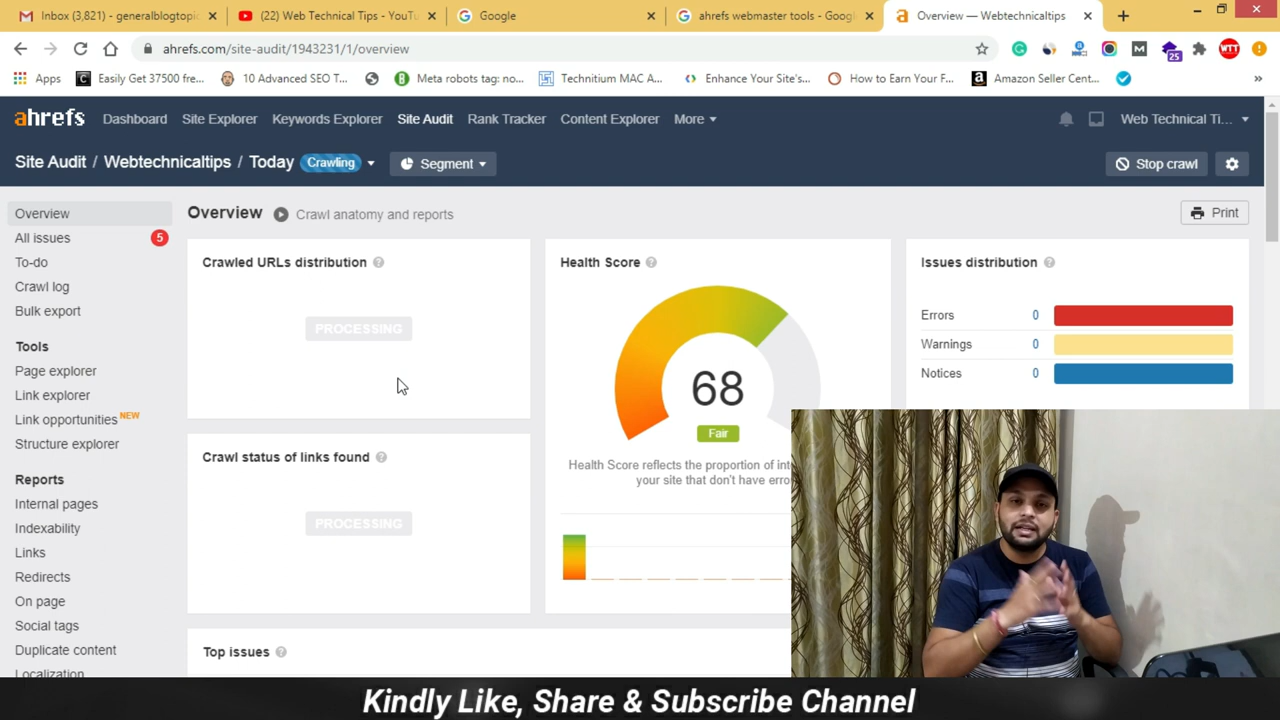 Inbox (3,821) - generalblogtopic
(22) Web Technical Tips - YouTu
Google
ahrefs webmaster tools - Googl
Overview — Webtechnicaltips
ahrefs.com/site-audit/1943231/1/overview
25
WTT
Apps
Easily Get 37500 fre...
10 Advanced SEO T...
Meta robots tag: no...
Technitium MAC A...
Enhance Your Site's...
How to Earn Your F...
Amazon Seller Cent...
»
ahrefs
Dashboard
Site Explorer
Keywords Explorer
Site Audit
Rank Tracker
Content Explorer
More
Web Technical Ti...
Site Audit / Webtechnicaltips / Today
Crawling
Segment
Stop crawl
Overview
All issues
5
To-do
Crawl log
Bulk export
Tools
Page explorer
Link explorer
Link opportunities NEW
Structure explorer
Reports
Internal pages
Indexability
Links
Redirects
On page
Social tags
Duplicate content
Localization
Overview
Crawl anatomy and reports
Print
Crawled URLs distribution ?
PROCESSING
Crawl status of links found ?
PROCESSING
Top issues ?
Health Score ?
68
Fair
Health Score reflects the proportion of int
your site that don't have erro
Issues distribution ?
Errors 0
Warnings 0
Notices 0
Kindly Like, Share & Subscribe Channel